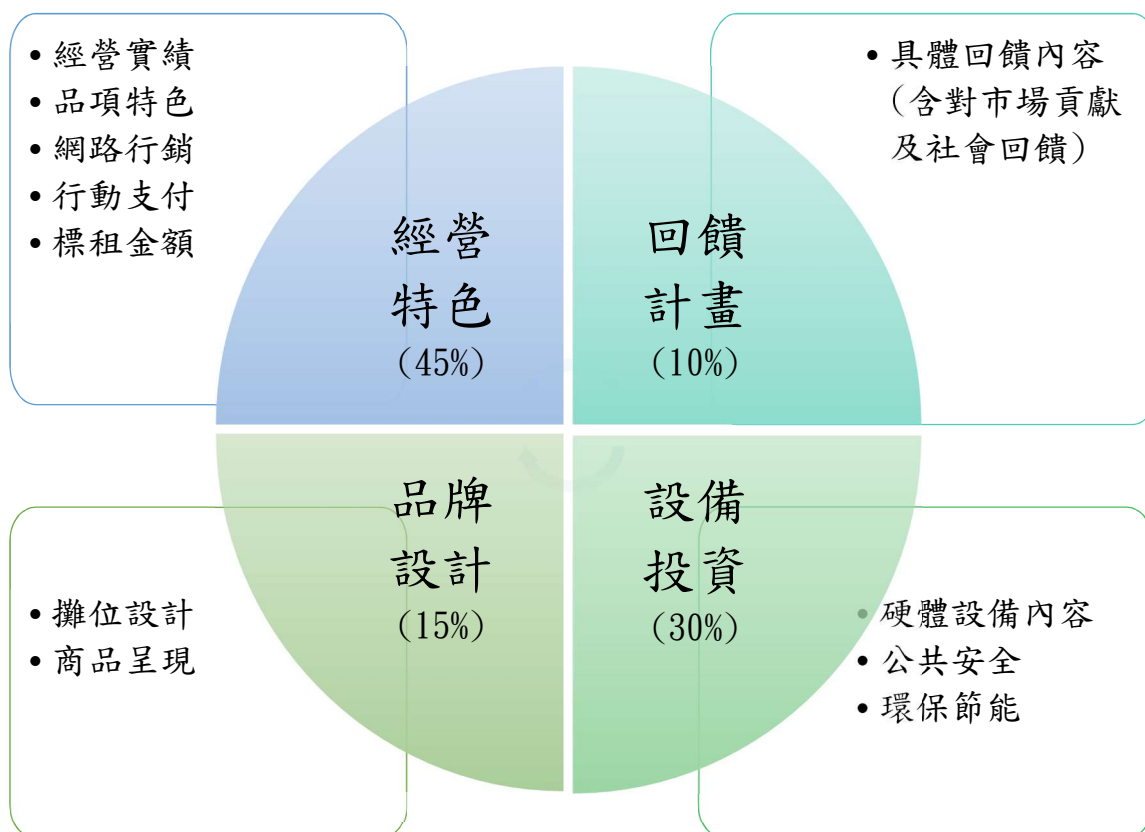 • 經營實績
• 品項特色
• 網路行銷
• 行動支付
• 標租金額
經營
特色
(45%)
回饋
計畫
(10%)
• 具體回饋內容
(含對市場貢獻
及社會回饋)
• 攤位設計
• 商品呈現
品牌
設計
(15%)
設備
投資
(30%)
• 硬體設備內容
• 公共安全
• 環保節能